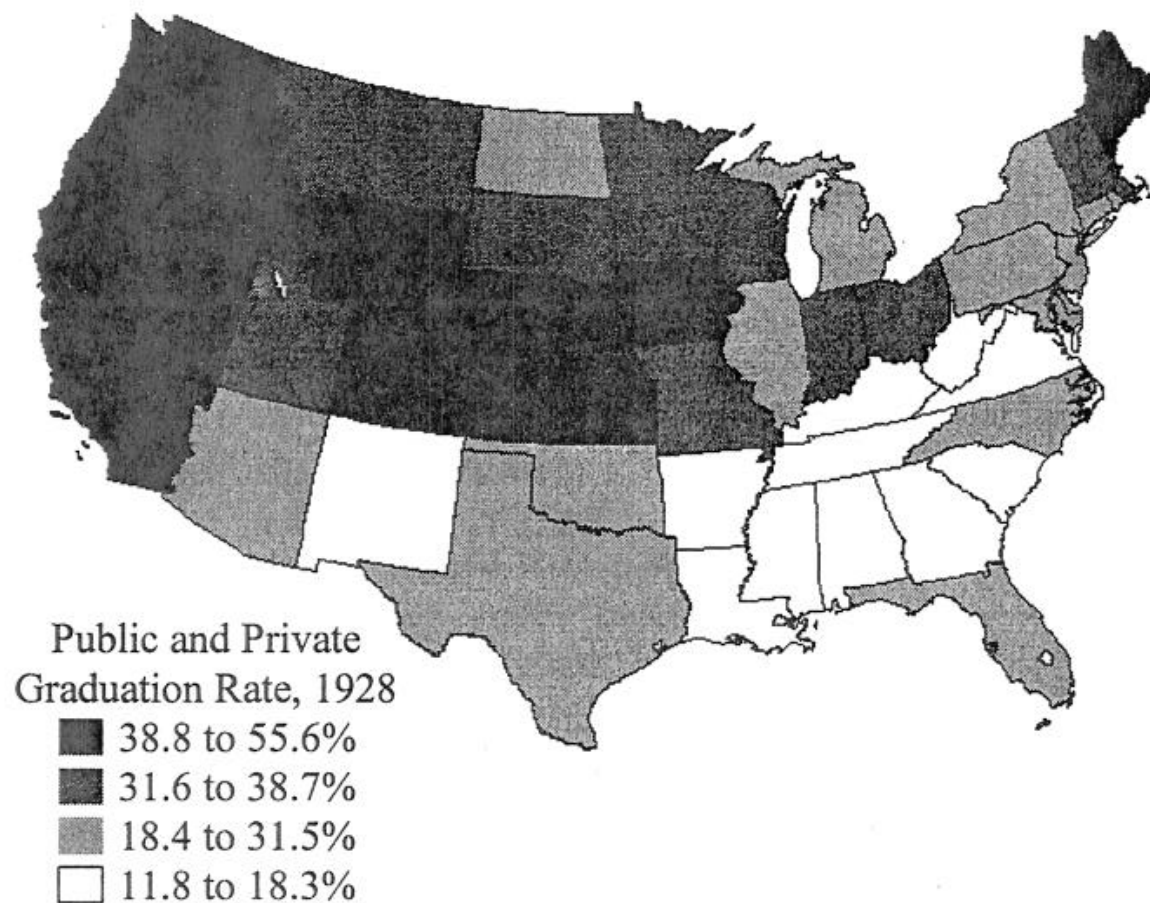 Public and Private
Graduation Rate, 1928
38.8 to 55.6%
31.6 to 38.7%
18.4 to 31.5%
11.8 to 18.3%